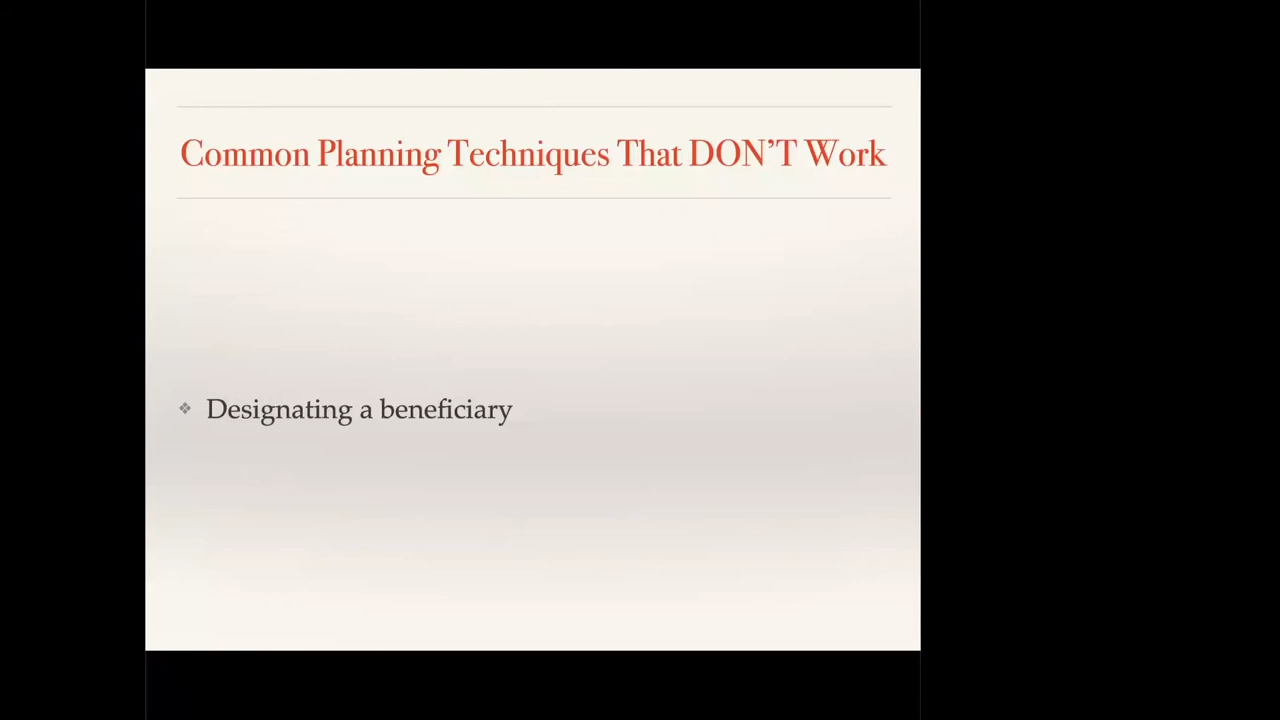 Common Planning Techniques That DON'T Work
❖ Designating a beneficiary